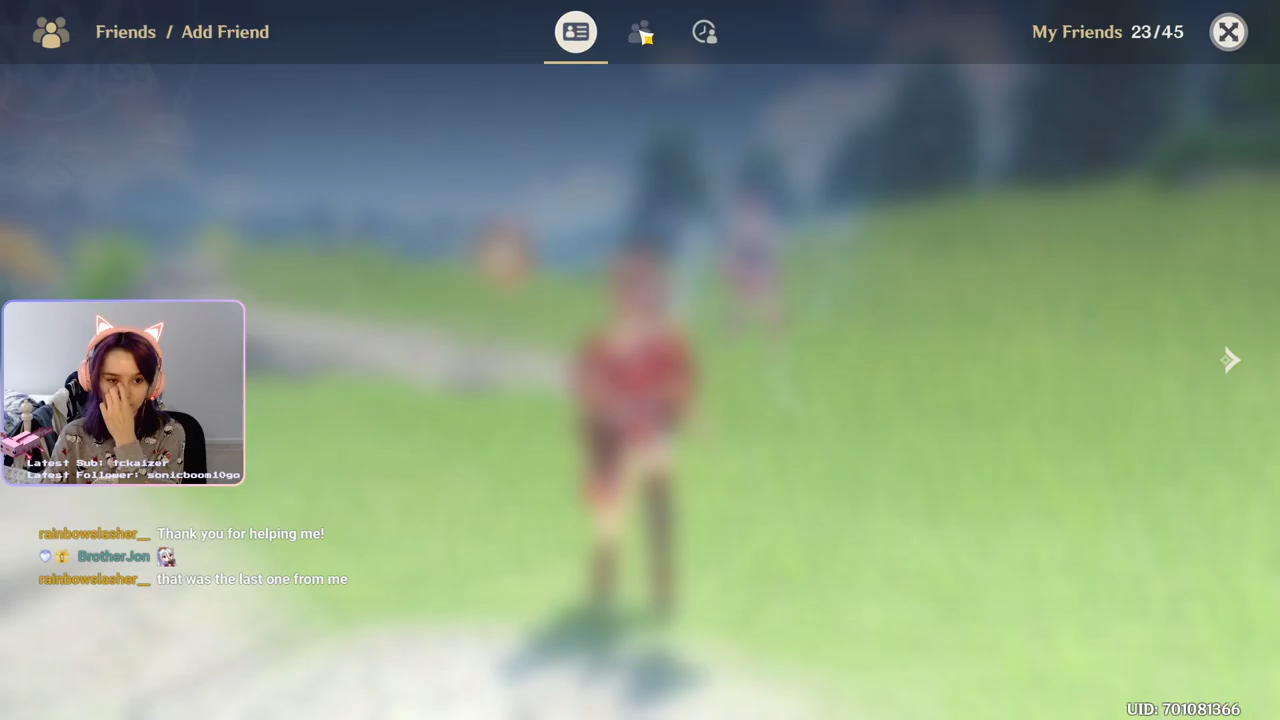 Friends / Add Friend
My Friends 23/45
Latest Sub: fckaizer
Latest Follower: sonicboom10go
rainbowslasher__ Thank you for helping me!
BrotherJon
rainbowslasher__ that was the last one from me
UID: 701081366